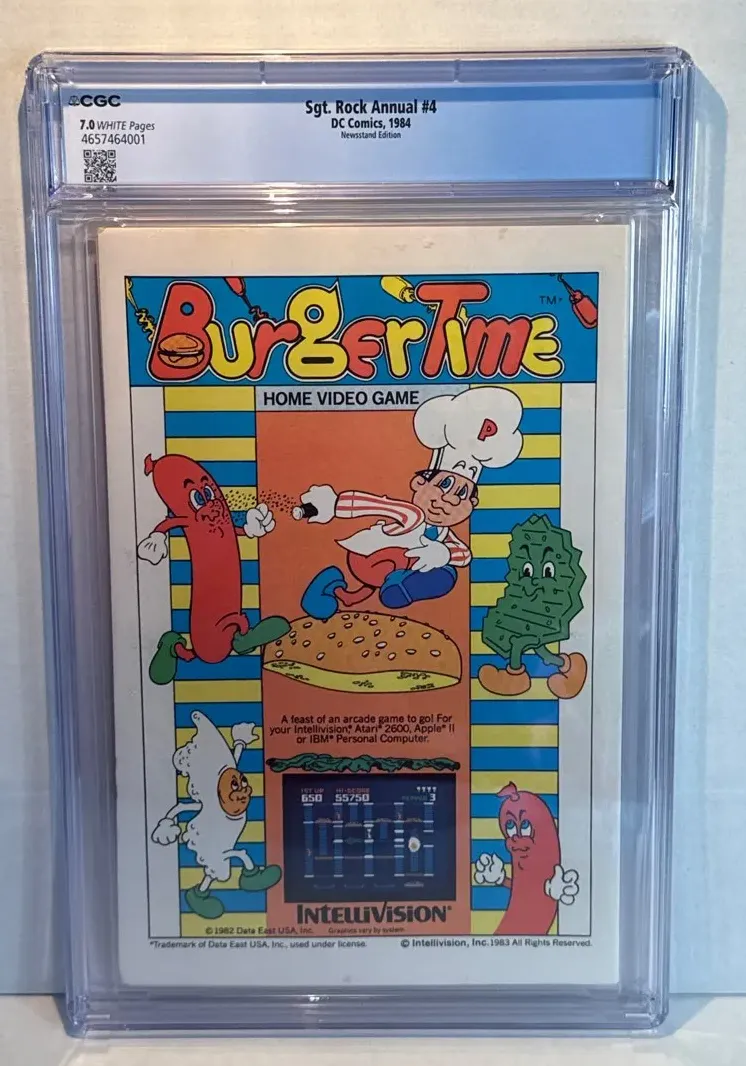 CGC
Sgt. Rock Annual #4
7.0 WHITE Pages
DC Comics, 1984
4657464001
Newsstand Edition
BurgerTime TM*
HOME VIDEO GAME
P
A feast of an arcade game to go! For
your Intellivision,® Atari® 2600, Apple® II
or IBM® Personal Computer.
1ST UP HI-SCORE
650 55750
3
INTELLIVISION®
© 1982 Data East USA, Inc. Graphics vary by system
*Trademark of Data East USA, Inc., used under license. © Intellivision, Inc. 1983 All Rights Reserved.